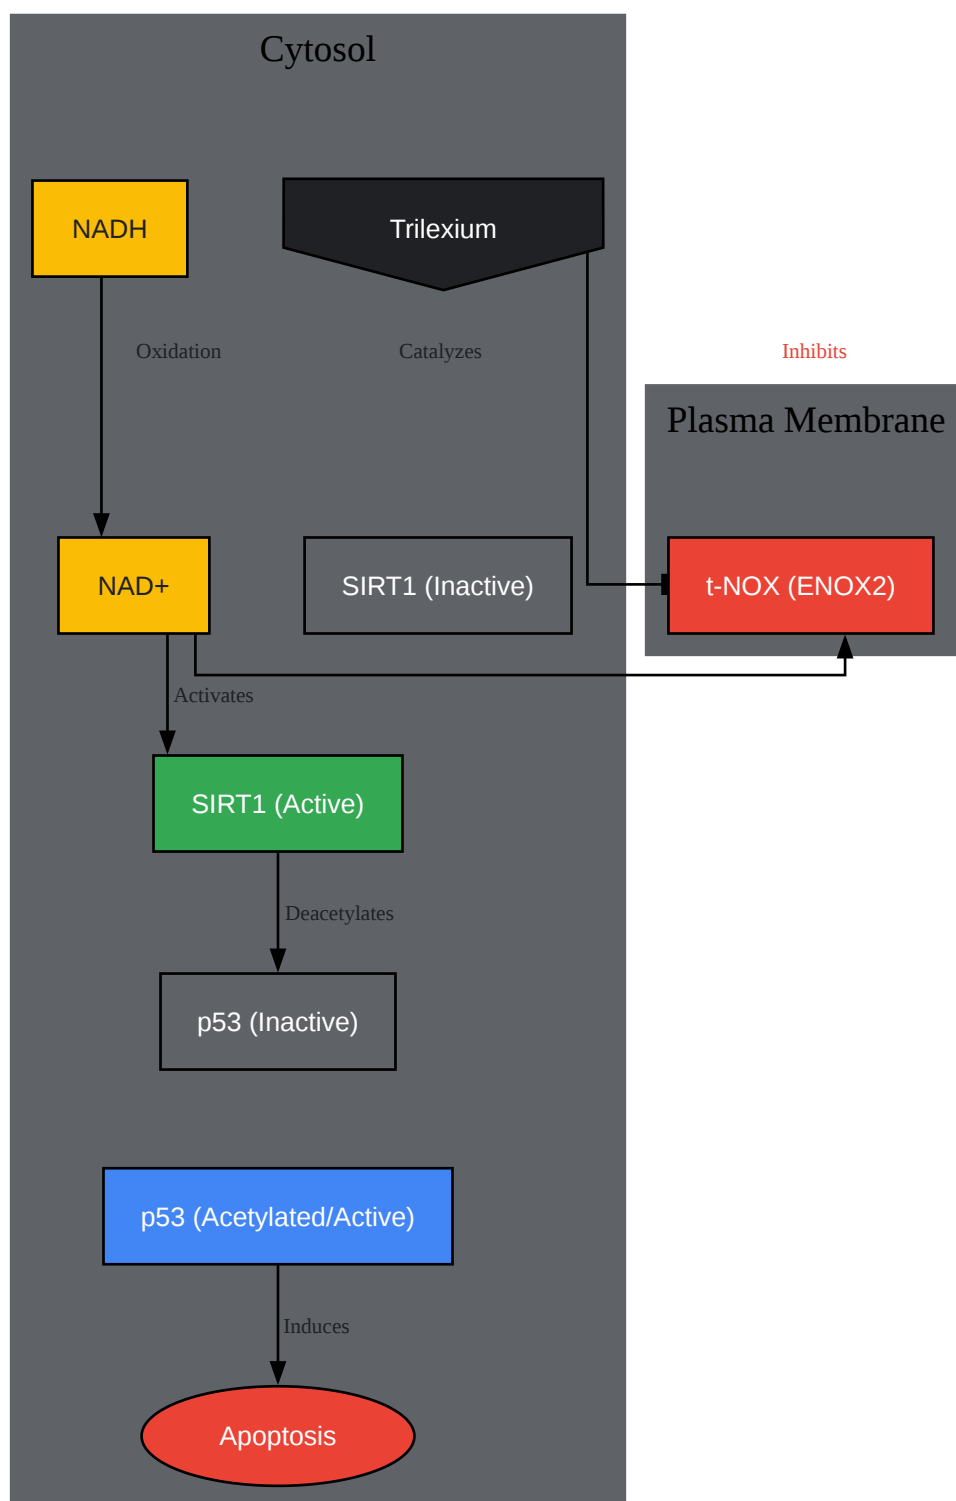 Cytosol
NADH
Trilexium
Oxidation
Catalyzes
Inhibits
Plasma Membrane
NAD+
SIRT1 (Inactive)
t-NOX (ENOX2)
Activates
SIRT1 (Active)
Deacetylates
p53 (Inactive)
p53 (Acetylated/Active)
Induces
Apoptosis